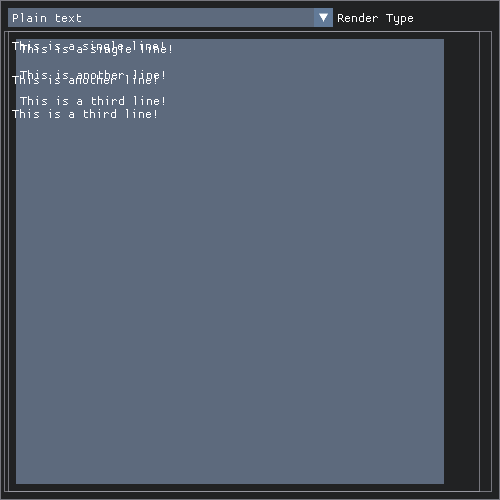 Plain text ▼ Render Type
This is a single line!
This is a single line!
This is another line!
This is another line!
This is a third line!
This is a third line!